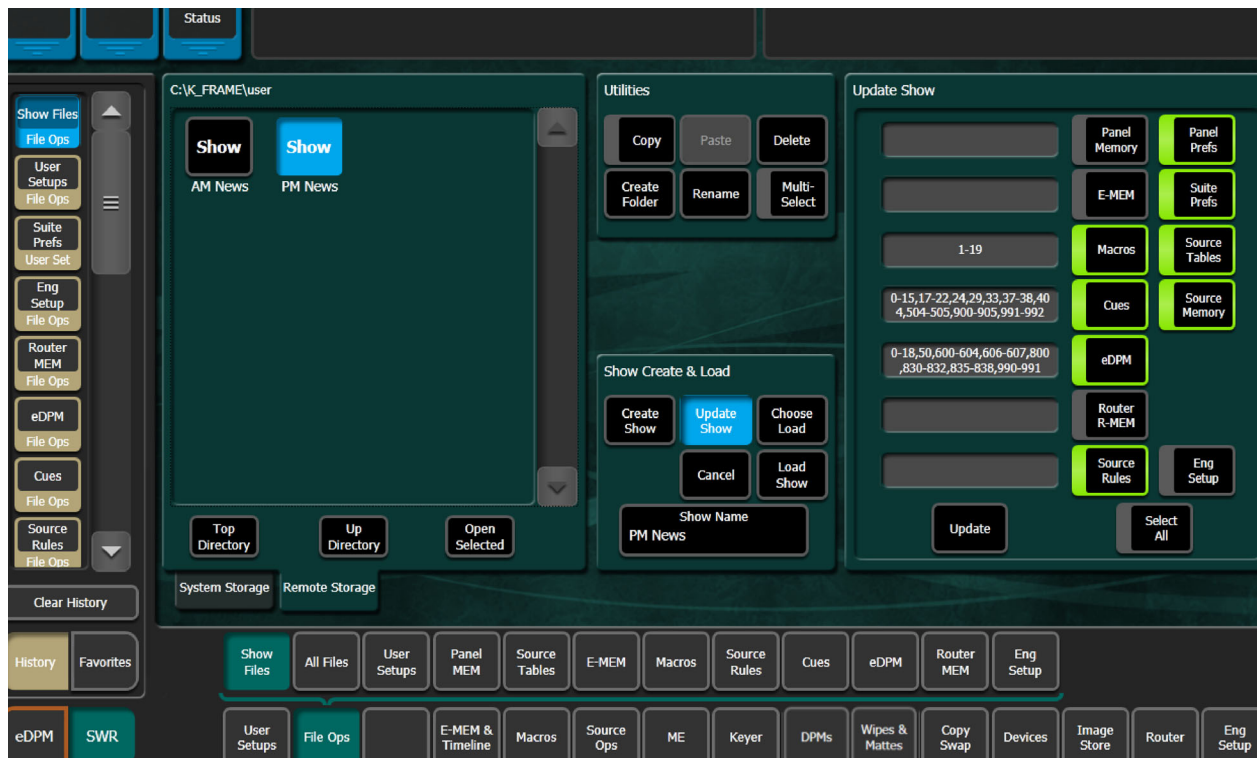 Status
Show Files
File Ops
User
Setups
File Ops
Suite
Prefs
User Set
Eng
Setup
File Ops
Router
MEM
File Ops
eDPM
File Ops
Cues
File Ops
Source
Rules
File Ops
Clear History
History
Favorites
eDPM
SWR
C:\K_FRAME\user
Show
AM News
Show
PM News
Top
Directory
Up
Directory
Open
Selected
System Storage
Remote Storage
Utilities
Copy
Paste
Delete
Create
Folder
Rename
Multi-
Select
Show Create & Load
Create
Show
Update
Show
Choose
Load
Cancel
Load
Show
Show Name
PM News
Update Show
Panel
Memory
Panel
Prefs
E-MEM
Suite
Prefs
1-19
Macros
Source
Tables
0-15,17-22,24,29,33,37-38,40
4,504-505,900-905,991-992
Cues
Source
Memory
0-18,50,600-604,606-607,800
,830-832,835-838,990-991
eDPM
Router
R-MEM
Source
Rules
Eng
Setup
Update
Select
All
Show
Files
All Files
User
Setups
Panel
MEM
Source
Tables
E-MEM
Macros
Source
Rules
Cues
eDPM
Router
MEM
Eng
Setup
User
Setups
File Ops
E-MEM &
Timeline
Macros
Source
Ops
ME
Keyer
DPMs
Wipes &
Mattes
Copy
Swap
Devices
Image
Store
Router
Eng
Setup